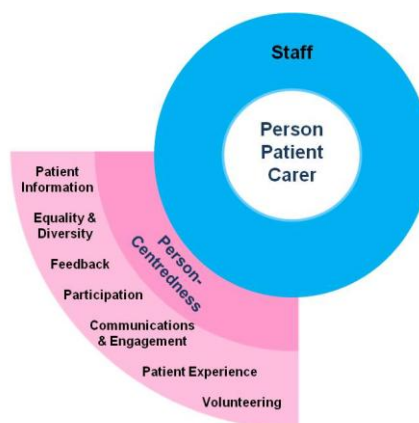 Staff
Person
Patient
Carer
Person-
Centredness
Patient
Information
Equality &
Diversity
Feedback
Participation
Communications
& Engagement
Patient Experience
Volunteering